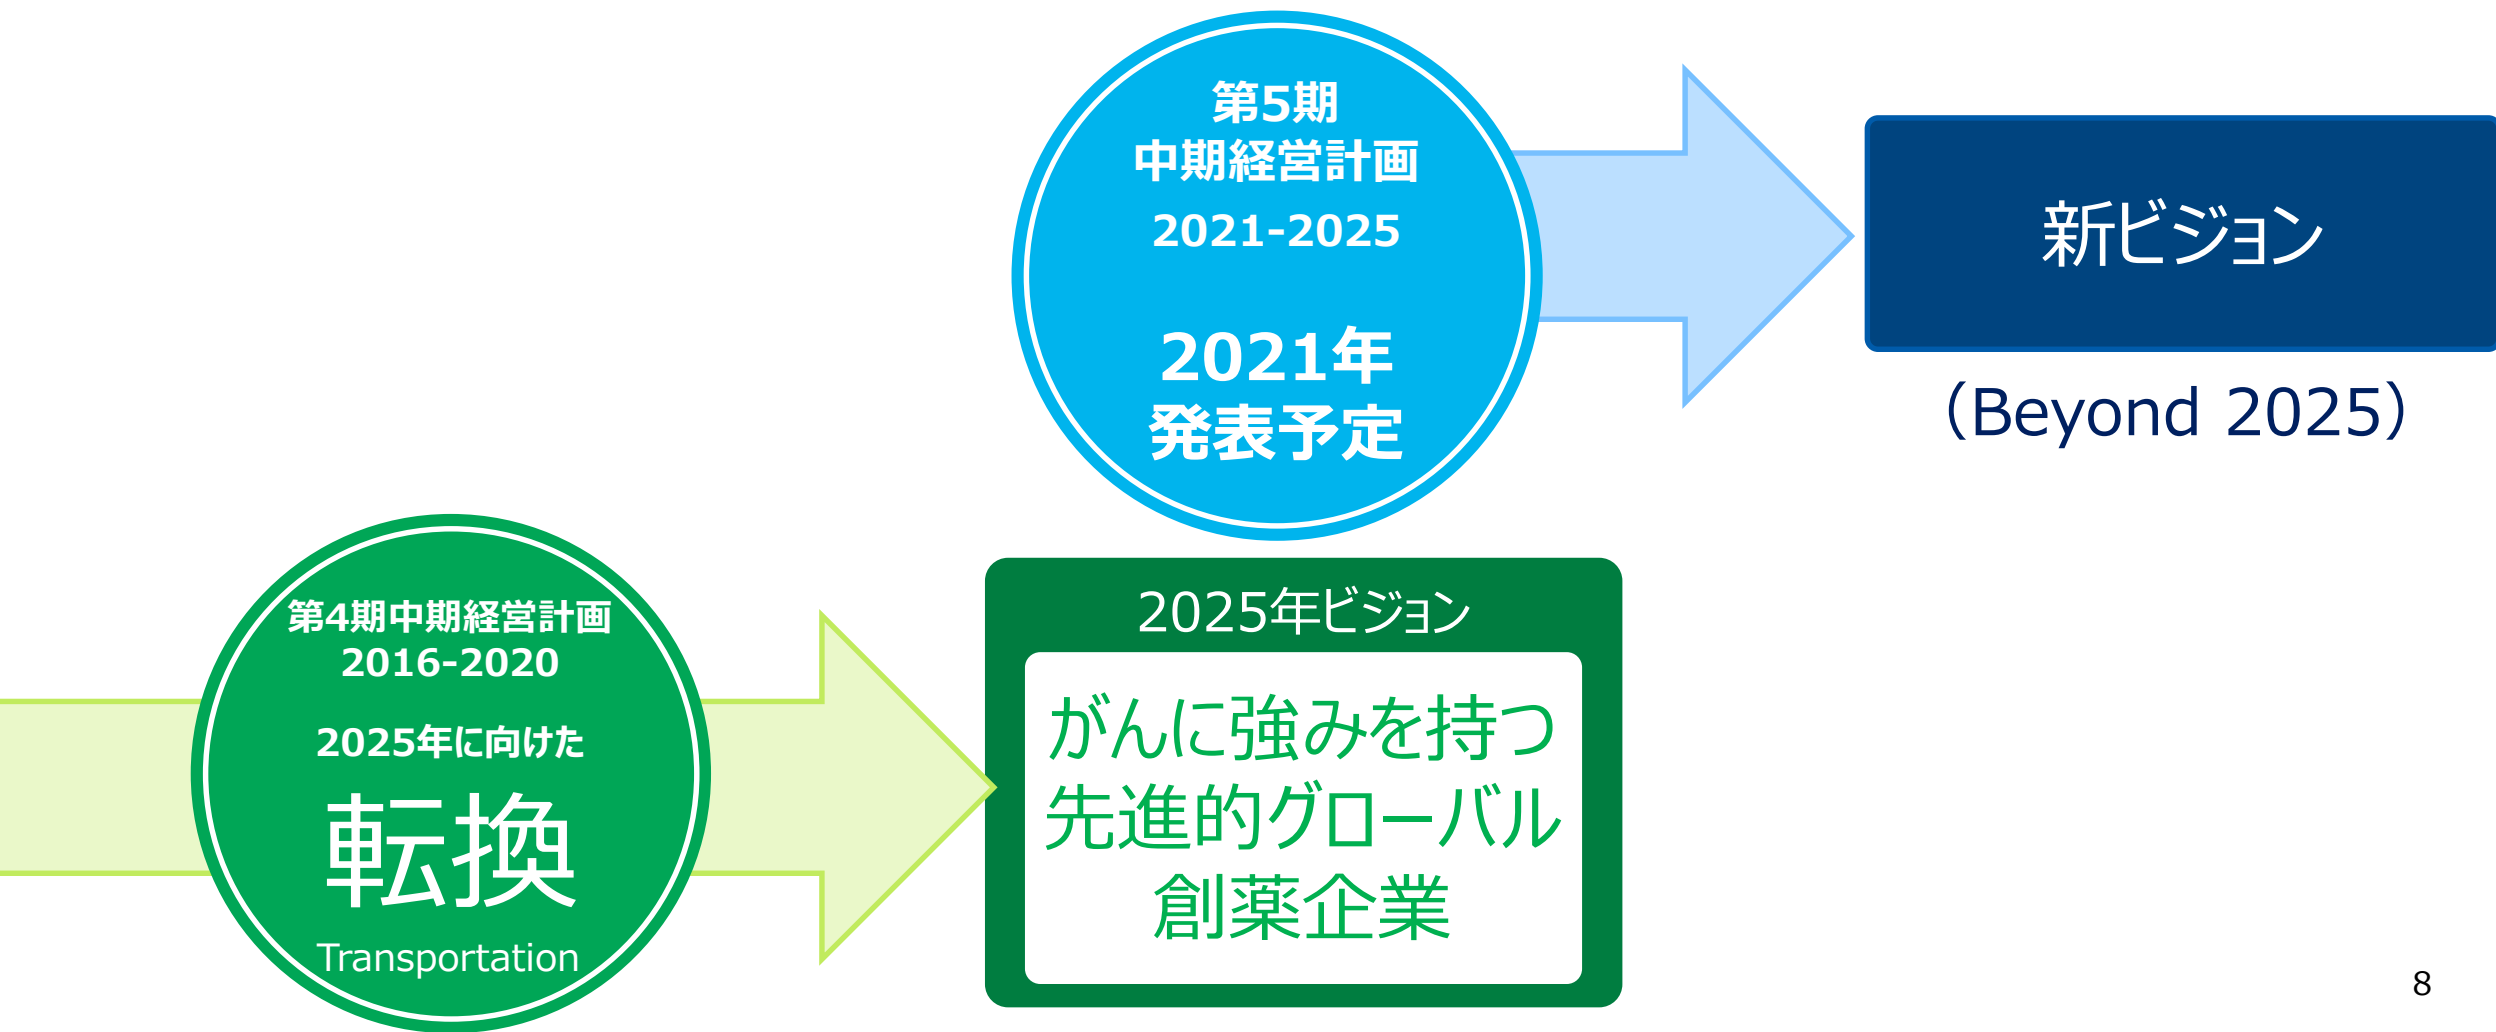 第5期
中期経営計画
2021-2025
2021年
発表予定
新ビジョン
(Beyond 2025)
第4期中期経営計画
2016-2020
2025年に向けた
転換
Transportation
2025年ビジョン
がんに強みを持つ
先進的グローバル
創薬企業
8